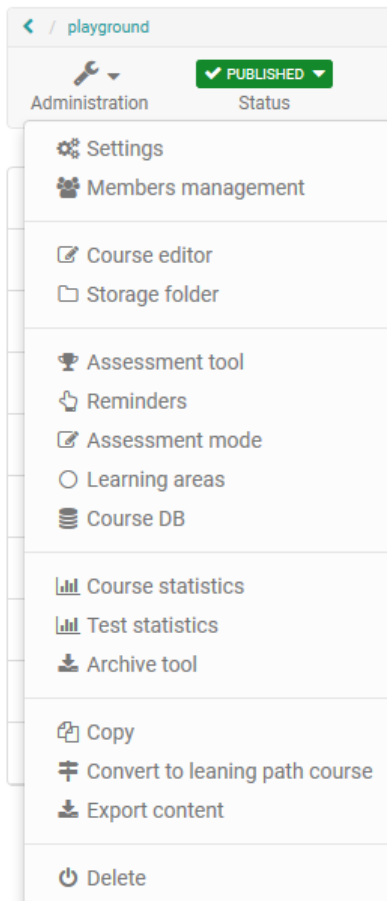 / playground
PUBLISHED
Administration
Status
Settings
Members management
Course editor
Storage folder
Assessment tool
Reminders
Assessment mode
Learning areas
Course DB
Course statistics
Test statistics
Archive tool
Copy
Convert to leaning path course
Export content
Delete